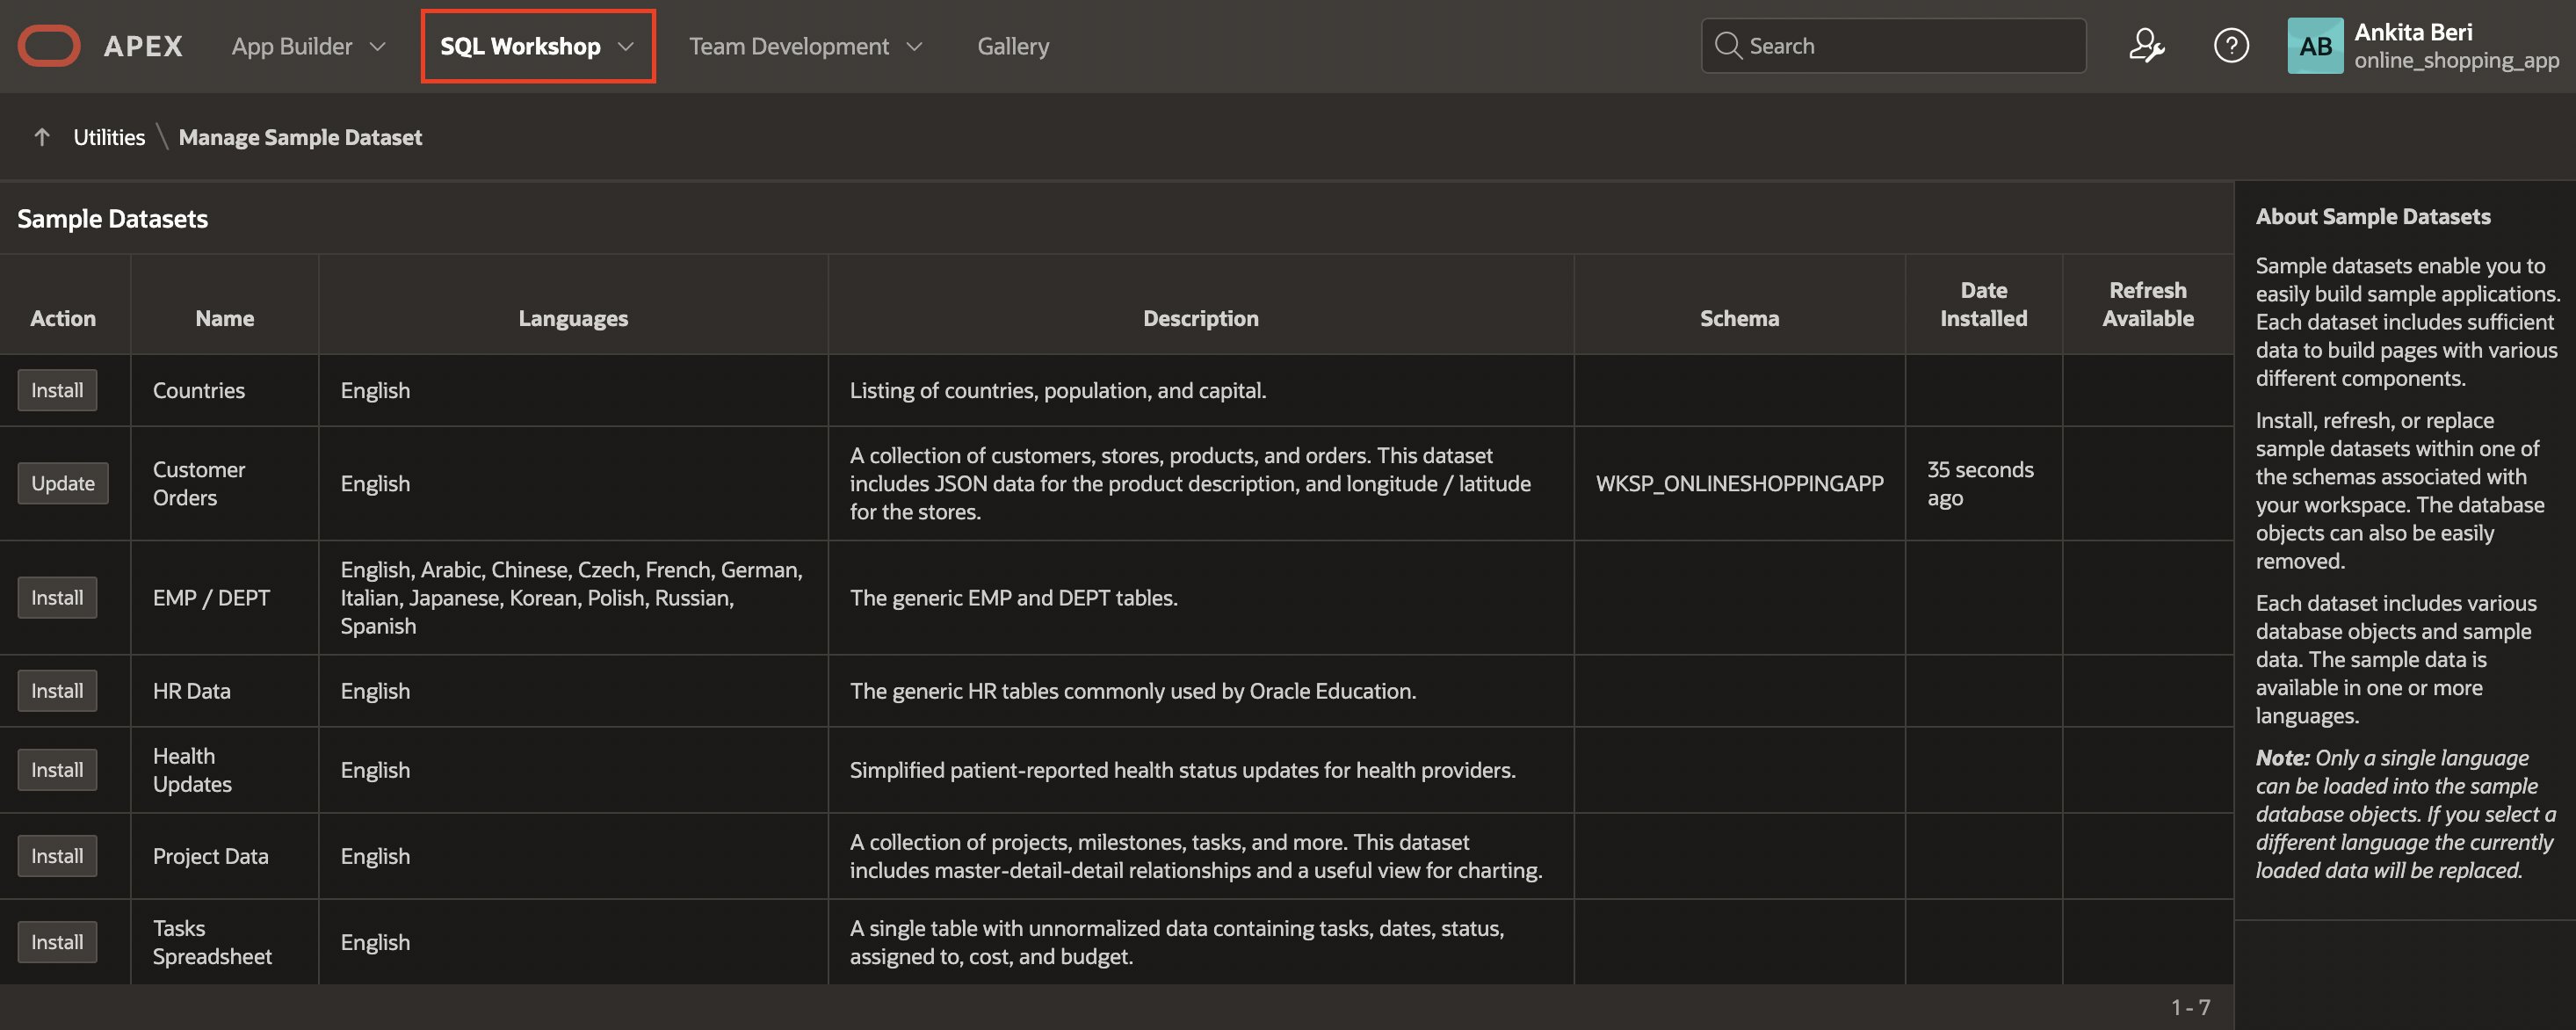 APEX App Builder SQL Workshop Team Development Gallery Search ? AB Ankita Beri
online_shopping_app
Utilities \ Manage Sample Dataset
Sample Datasets
Action Name Languages Description Schema Date Installed Refresh Available
Install Countries English Listing of countries, population, and capital.
Update Customer Orders English A collection of customers, stores, products, and orders. This dataset
includes JSON data for the product description, and longitude / latitude
for the stores. WKSP_ONLINESHOPPINGAPP 35 seconds ago
Install EMP / DEPT English, Arabic, Chinese, Czech, French, German,
Italian, Japanese, Korean, Polish, Russian,
Spanish The generic EMP and DEPT tables.
Install HR Data English The generic HR tables commonly used by Oracle Education.
Install Health Updates English Simplified patient-reported health status updates for health providers.
Install Project Data English A collection of projects, milestones, tasks, and more. This dataset
includes master-detail-detail relationships and a useful view for charting.
Install Tasks Spreadsheet English A single table with unnormalized data containing tasks, dates, status,
assigned to, cost, and budget.
1 - 7
About Sample Datasets
Sample datasets enable you to
easily build sample applications.
Each dataset includes sufficient
data to build pages with various
different components.
Install, refresh, or replace
sample datasets within one of
the schemas associated with
your workspace. The database
objects can also be easily
removed.
Each dataset includes various
database objects and sample
data. The sample data is
available in one or more
languages.
Note: Only a single language
can be loaded into the sample
database objects. If you select a
different language the currently
loaded data will be replaced.